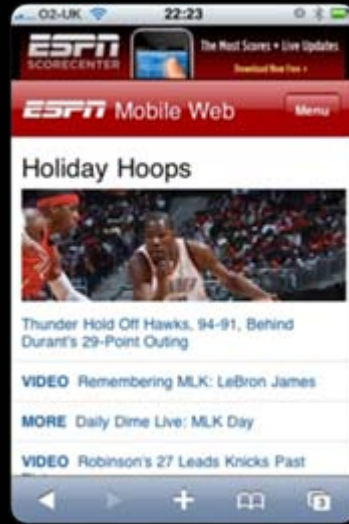 O2-UK 22:23
ESPN
SCORECENTER
The Most Scores + Live Updates
Download Now Free
ESPN Mobile Web
Menu
Holiday Hoops
Thunder Hold Off Hawks, 94-91, Behind
Durant's 29-Point Outing
VIDEO Remembering MLK: LeBron James
MORE Daily Dime Live: MLK Day
VIDEO Robinson's 27 Leads Knicks Past
3